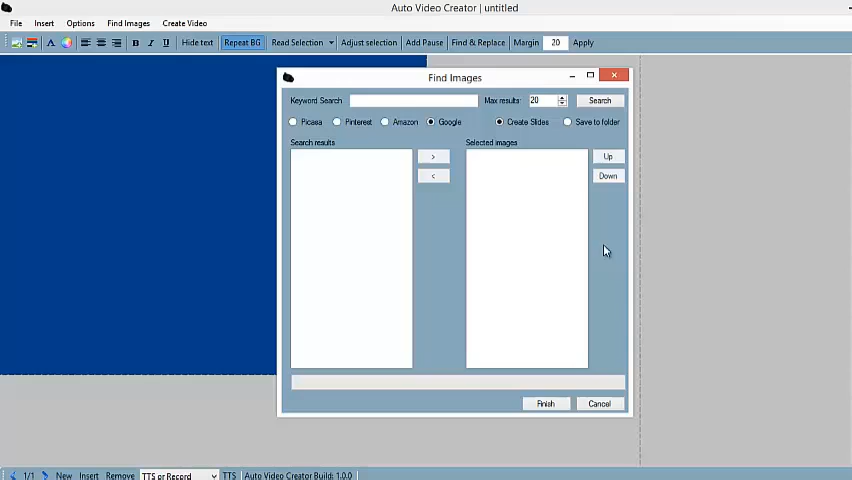 Auto Video Creator | untitled
File Insert Options Find Images Create Video
A B I U Hide text Repeat BG Read Selection Adjust selection Add Pause Find & Replace Margin 20 Apply
Find Images
Keyword Search Max results: 20 Search
Picasa Pinterest Amazon Google Create Slides Save to folder
Search results Selected images
> Up
< Down
Finish Cancel
1/1 New Insert Remove TTS or Record TTS Auto Video Creator Build: 1.0.0